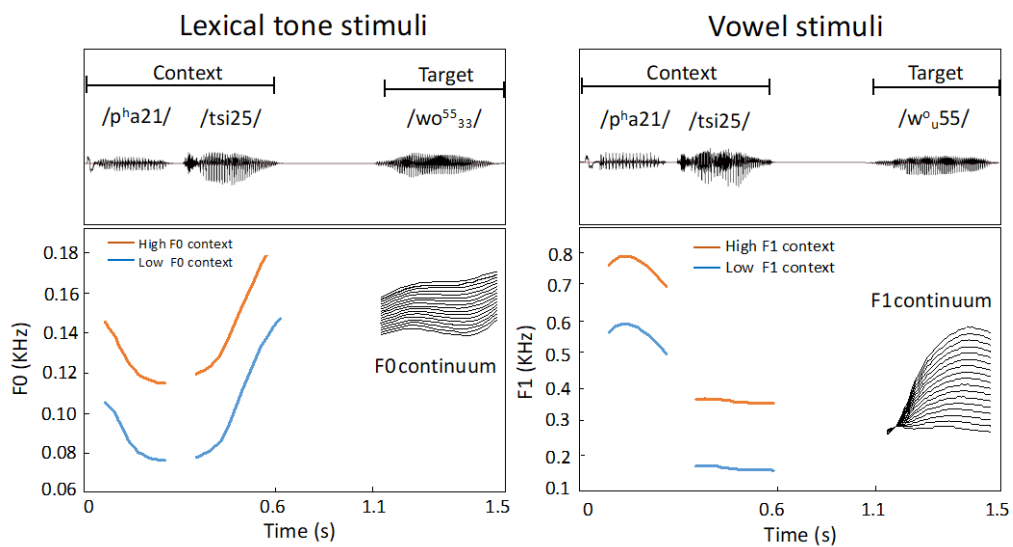 Lexical tone stimuli
Context
Target
/pʰa21/ /tsi25/ /wo⁵⁵₃₃/
High F0 context
Low F0 context
F0 continuum
F0 (KHz)
0.18
0.16
0.14
0.12
0.10
0.08
0.06
0 0.6 1.1 1.5
Time (s)
Vowel stimuli
Context
Target
/pʰa21/ /tsi25/ /wᵒᵤ55/
High F1 context
Low F1 context
F1 continuum
F1 (KHz)
0.8
0.7
0.6
0.5
0.4
0.3
0.2
0.1
0 0.6 1.1 1.5
Time (s)